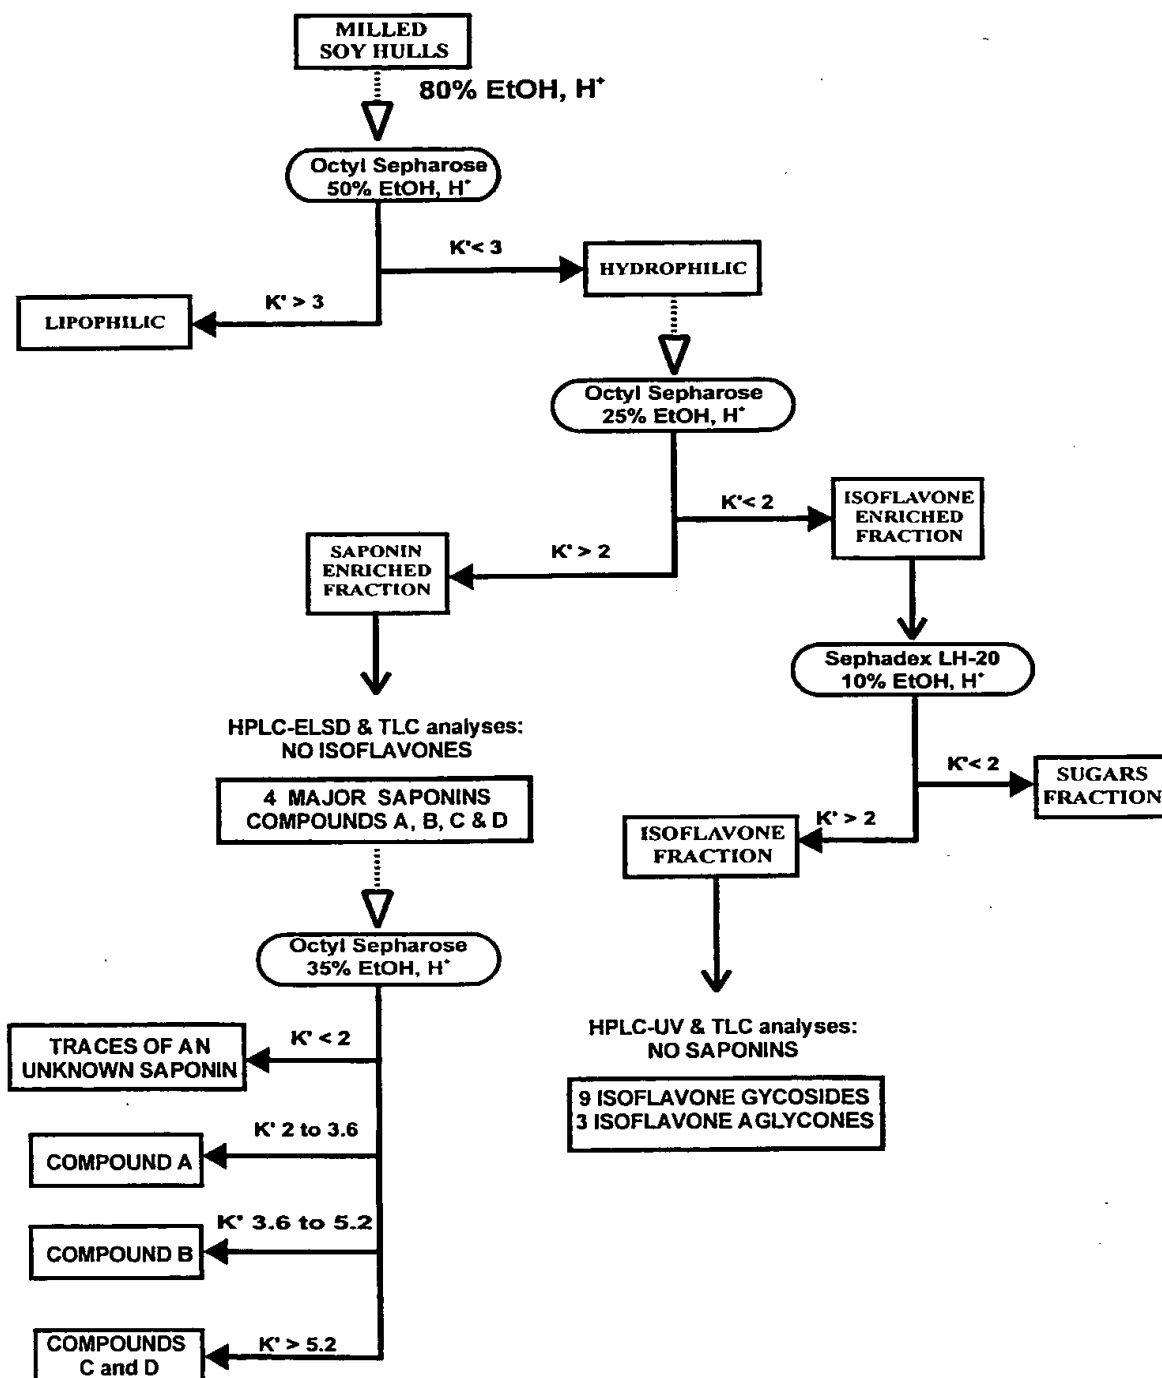 MILLED
SOY HULLS
80% EtOH, H⁺
Octyl Sepharose
50% EtOH, H⁺
K'< 3
HYDROPHILIC
K' > 3
LIPOPHILIC
Octyl Sepharose
25% EtOH, H⁺
K'< 2
ISOFLAVONE
ENRICHED
FRACTION
K' > 2
SAPONIN
ENRICHED
FRACTION
Sephadex LH-20
10% EtOH, H⁺
HPLC-ELSD & TLC analyses:
NO ISOFLAVONES
K'< 2
SUGARS
FRACTION
4 MAJOR SAPONINS
COMPOUNDS A, B, C & D
K' > 2
ISOFLAVONE
FRACTION
Octyl Sepharose
35% EtOH, H⁺
K' < 2
TRACES OF AN
UNKNOWN SAPONIN
HPLC-UV & TLC analyses:
NO SAPONINS
9 ISOFLAVONE GYCOSIDES
3 ISOFLAVONE AGLYCONES
K' 2 to 3.6
COMPOUND A
K' 3.6 to 5.2
COMPOUND B
K' > 5.2
COMPOUNDS
C and D